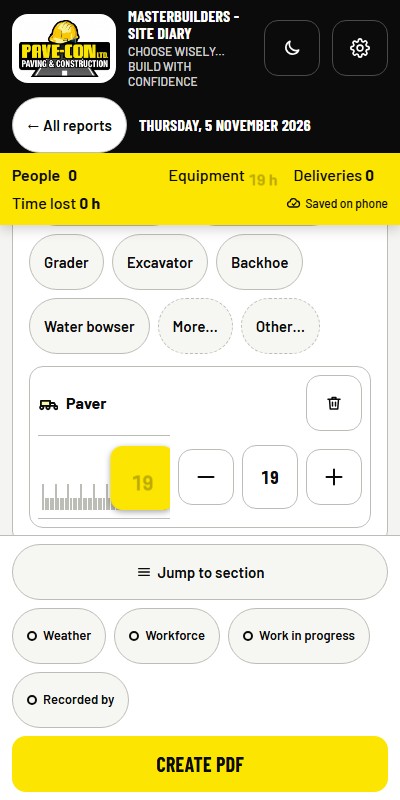 PAVE-CON LTD.
PAVING & CONSTRUCTION
MASTERBUILDERS -
SITE DIARY
CHOOSE WISELY...
BUILD WITH
CONFIDENCE
← All reports
THURSDAY, 5 NOVEMBER 2026
People 0
Equipment 19 h
Deliveries 0
Time lost 0 h
Saved on phone
Grader
Excavator
Backhoe
Water bowser
More...
Other...
Paver
19
19
Jump to section
Weather
Workforce
Work in progress
Recorded by
CREATE PDF